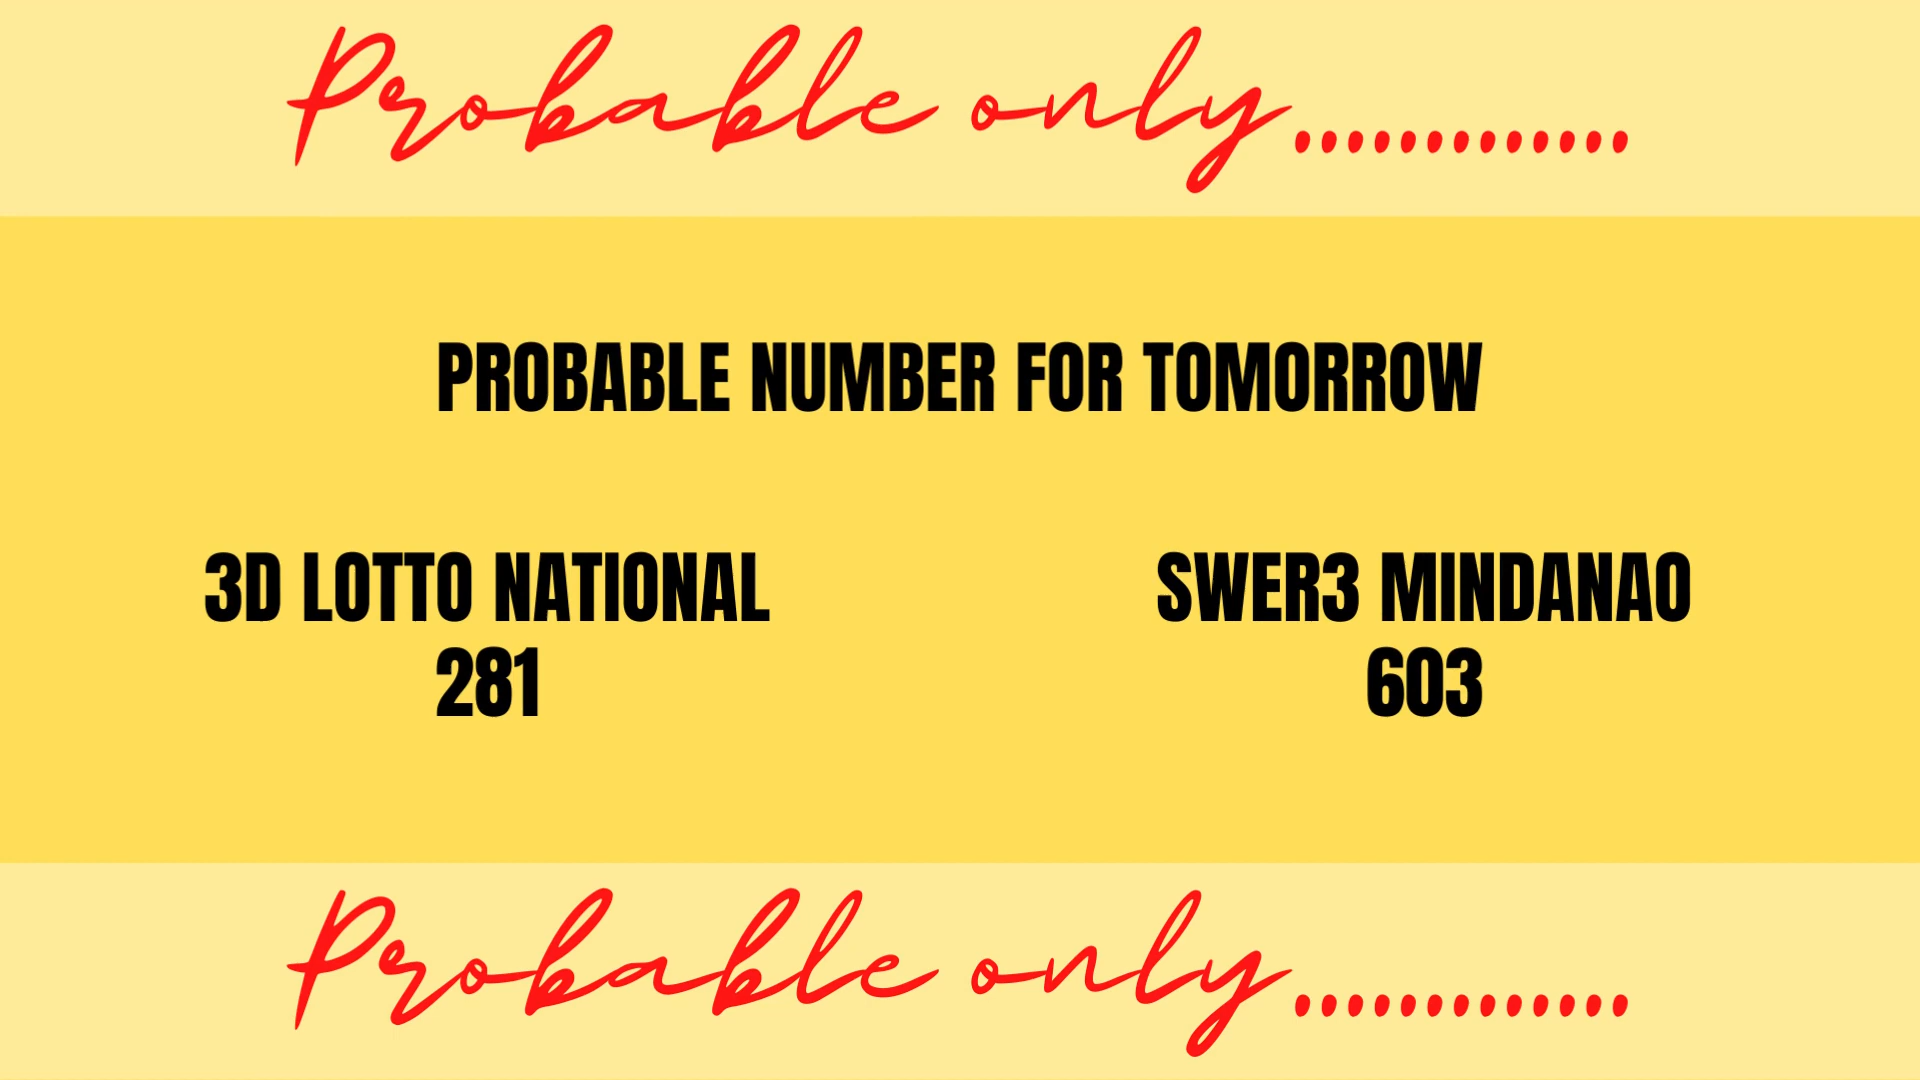 Probable only.............
PROBABLE NUMBER FOR TOMORROW
3D LOTTO NATIONAL
281
SWER3 MINDANAO
603
Probable only.............